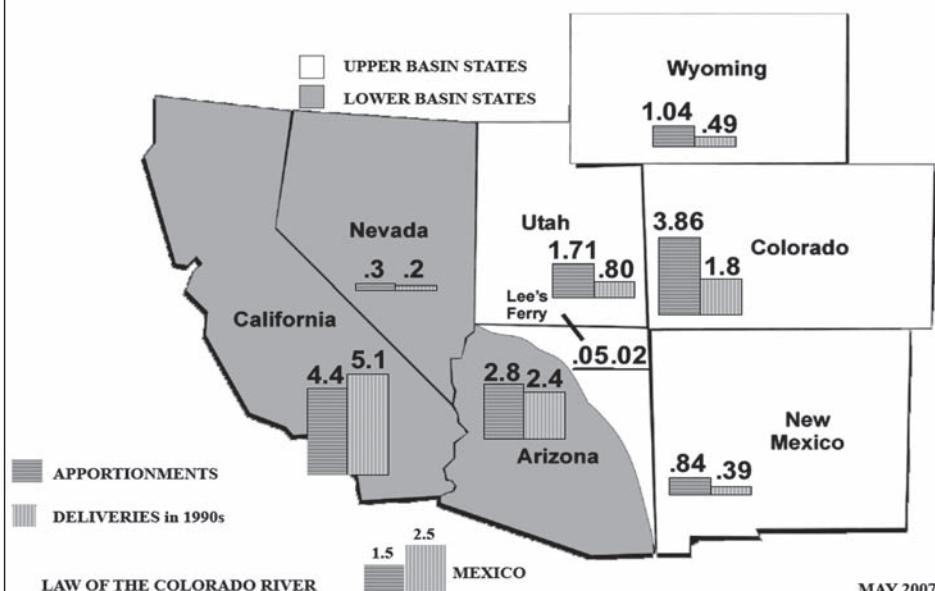 UPPER BASIN STATES
LOWER BASIN STATES
Wyoming
1.04 .49
Nevada
.3 .2
Utah
1.71 .80
3.86
1.8
Colorado
Lee's
Ferry
.05.02
California
4.4 5.1
2.8 2.4
Arizona
New
Mexico
.84 .39
APPORTIONMENTS
DELIVERIES in 1990s
1.5 2.5
MEXICO
LAW OF THE COLORADO RIVER
MAY 2007